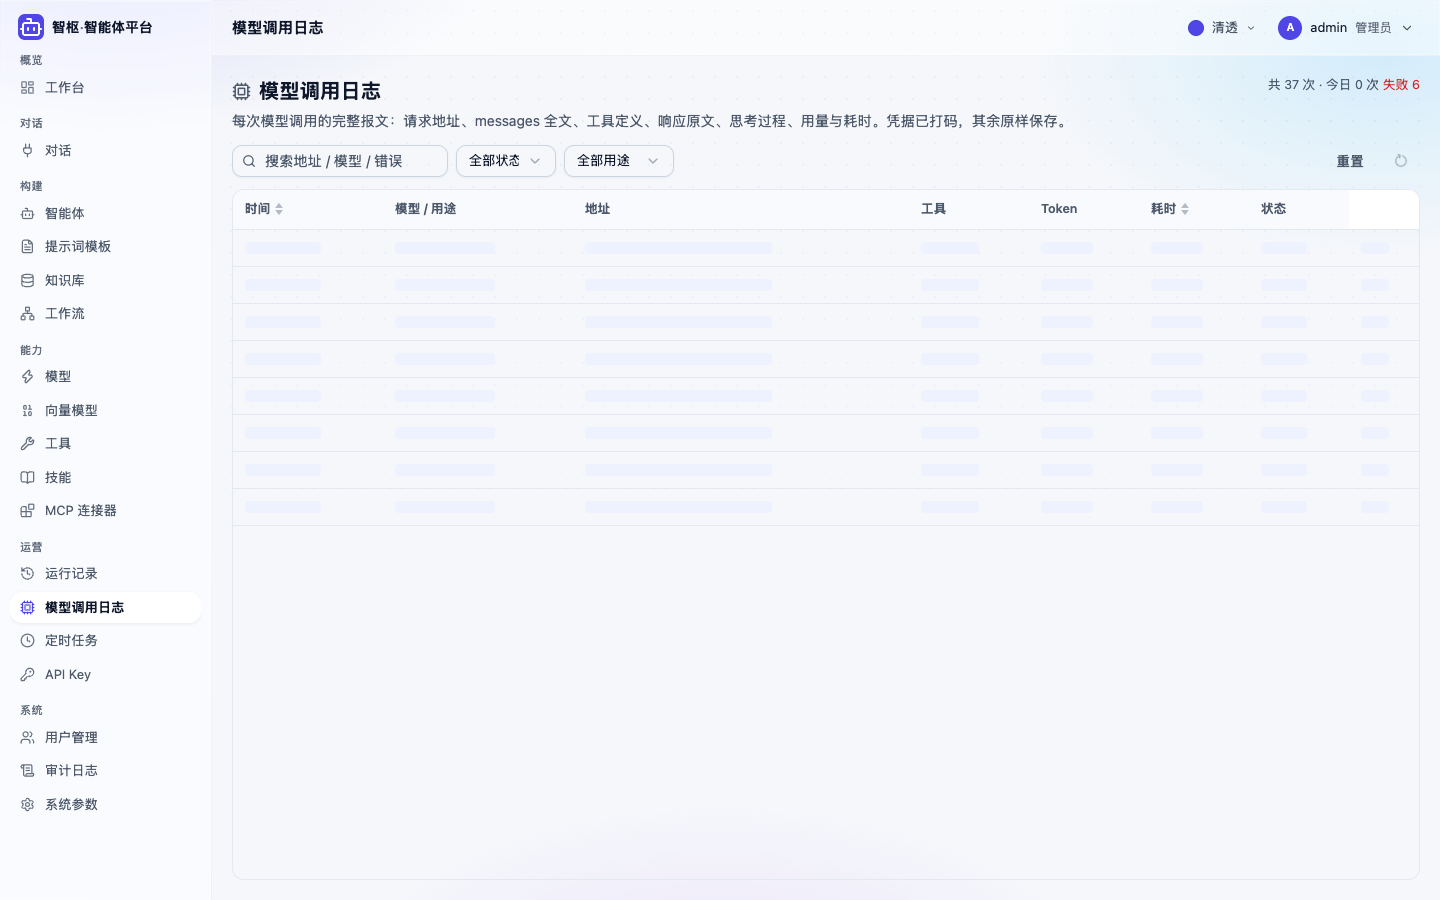 智枢·智能体平台
概览
工作台
对话
对话
构建
智能体
提示词模板
知识库
工作流
能力
模型
向量模型
工具
技能
MCP 连接器
运营
运行记录
模型调用日志
定时任务
API Key
系统
用户管理
审计日志
系统参数
模型调用日志
清透
A admin 管理员
模型调用日志
共 37 次 · 今日 0 次 失败 6
每次模型调用的完整报文：请求地址、messages 全文、工具定义、响应原文、思考过程、用量与耗时。凭据已打码，其余原样保存。
搜索地址 / 模型 / 错误 全部状态 全部用途 重置
时间 模型 / 用途 地址 工具 Token 耗时 状态